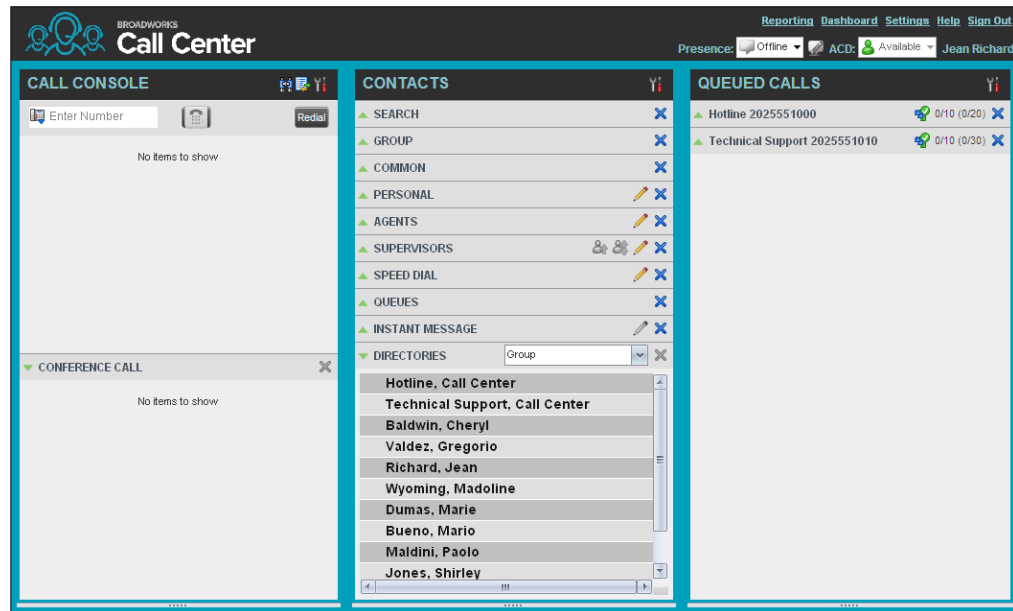 BROADWORKS
Call Center
Reporting Dashboard Settings Help Sign Out
Presence: Offline ACD: Available Jean Richard
CALL CONSOLE
Enter Number
Redial
No items to show
CONFERENCE CALL
No items to show
CONTACTS
SEARCH
GROUP
COMMON
PERSONAL
AGENTS
SUPERVISORS
SPEED DIAL
QUEUES
INSTANT MESSAGE
DIRECTORIES Group
Hotline, Call Center
Technical Support, Call Center
Baldwin, Cheryl
Valdez, Gregorio
Richard, Jean
Wyoming, Madoline
Dumas, Marie
Bueno, Mario
Maldini, Paolo
Jones, Shirley
QUEUED CALLS
Hotline 2025551000 0/10 (0/20)
Technical Support 2025551010 0/10 (0/30)